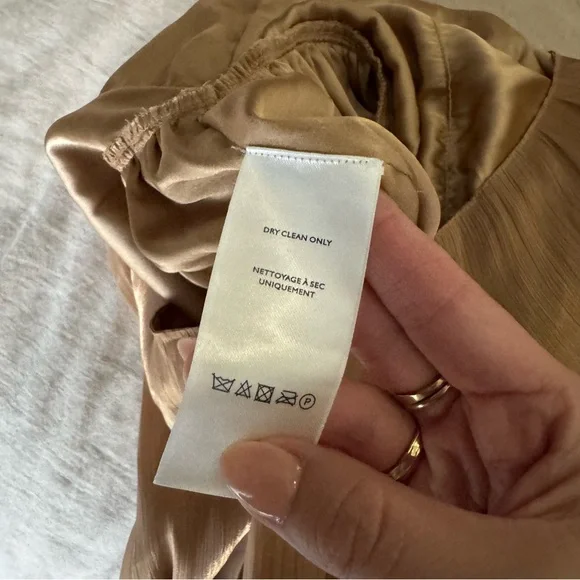 DRY CLEAN ONLY
NETTOYAGE À SEC
UNIQUEMENT
P